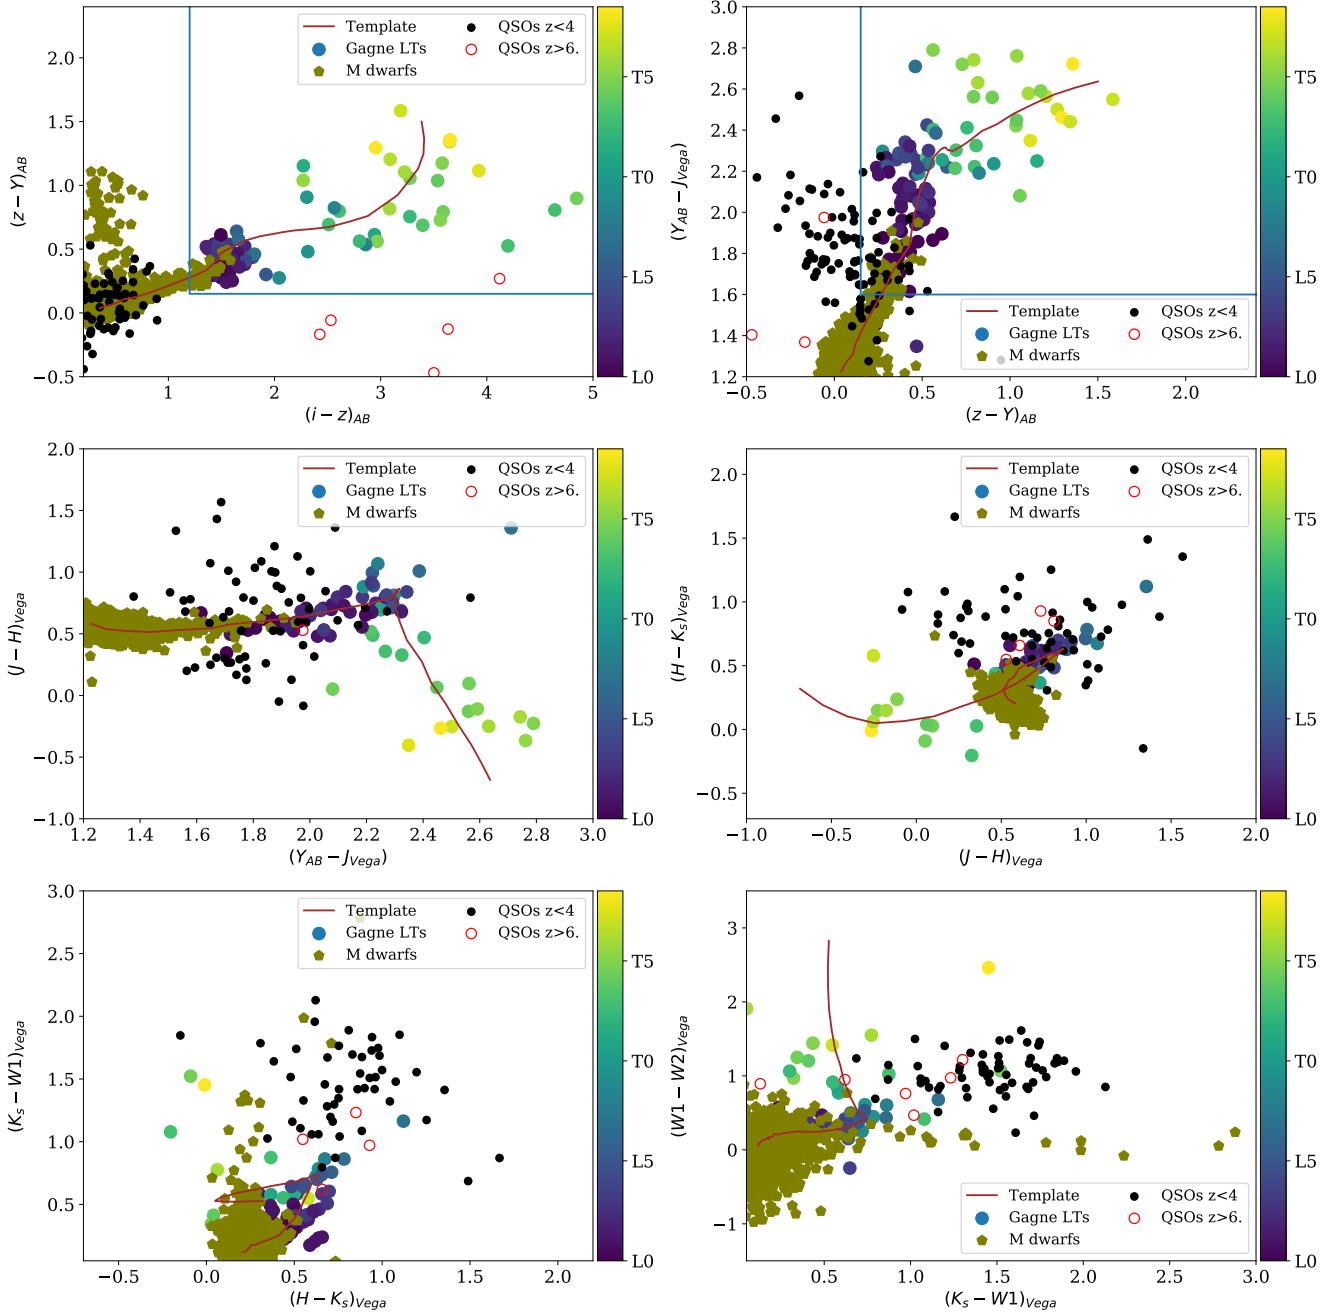 Template
Gagne LTs
M dwarfs
QSOs z<4
QSOs z>6.
2.0
1.5
1.0
0.5
0.0
−0.5
1
2
3
4
5
(i − z)AB
(z − Y)AB
T5
T0
L5
L0
3.0
2.8
2.6
2.4
2.2
2.0
1.8
1.6
1.4
1.2
−0.5
0.0
0.5
1.0
1.5
2.0
(z − Y)AB
(YAB − JVega)
Template
Gagne LTs
M dwarfs
QSOs z<4
QSOs z>6.
T5
T0
L5
L0
Template
Gagne LTs
M dwarfs
QSOs z<4
QSOs z>6.
2.0
1.5
1.0
0.5
0.0
−0.5
−1.0
1.2
1.4
1.6
1.8
2.0
2.2
2.4
2.6
2.8
3.0
(YAB − JVega)
(J − H)Vega
T5
T0
L5
L0
Template
Gagne LTs
M dwarfs
QSOs z<4
QSOs z>6.
2.0
1.5
1.0
0.5
0.0
−0.5
−1.0
−0.5
0.0
0.5
1.0
1.5
2.0
(J − H)Vega
(H − Ks)Vega
T5
T0
L5
L0
Template
Gagne LTs
M dwarfs
QSOs z<4
QSOs z>6.
3.0
2.5
2.0
1.5
1.0
0.5
−0.5
0.0
0.5
1.0
1.5
2.0
(H − Ks)Vega
(Ks − W1)Vega
T5
T0
L5
L0
3
2
1
0
−1
0.5
1.0
1.5
2.0
2.5
3.0
(Ks − W1)Vega
(W1 − W2)Vega
Template
Gagne LTs
M dwarfs
QSOs z<4
QSOs z>6.
T5
T0
L5
L0